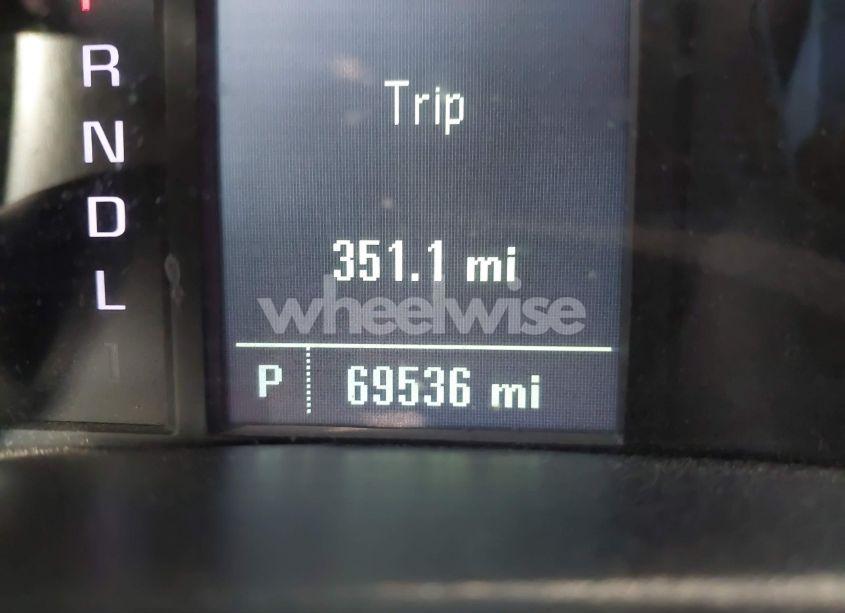 R
N
D
L
Trip
351.1 mi
wheelwise
P 69536 mi